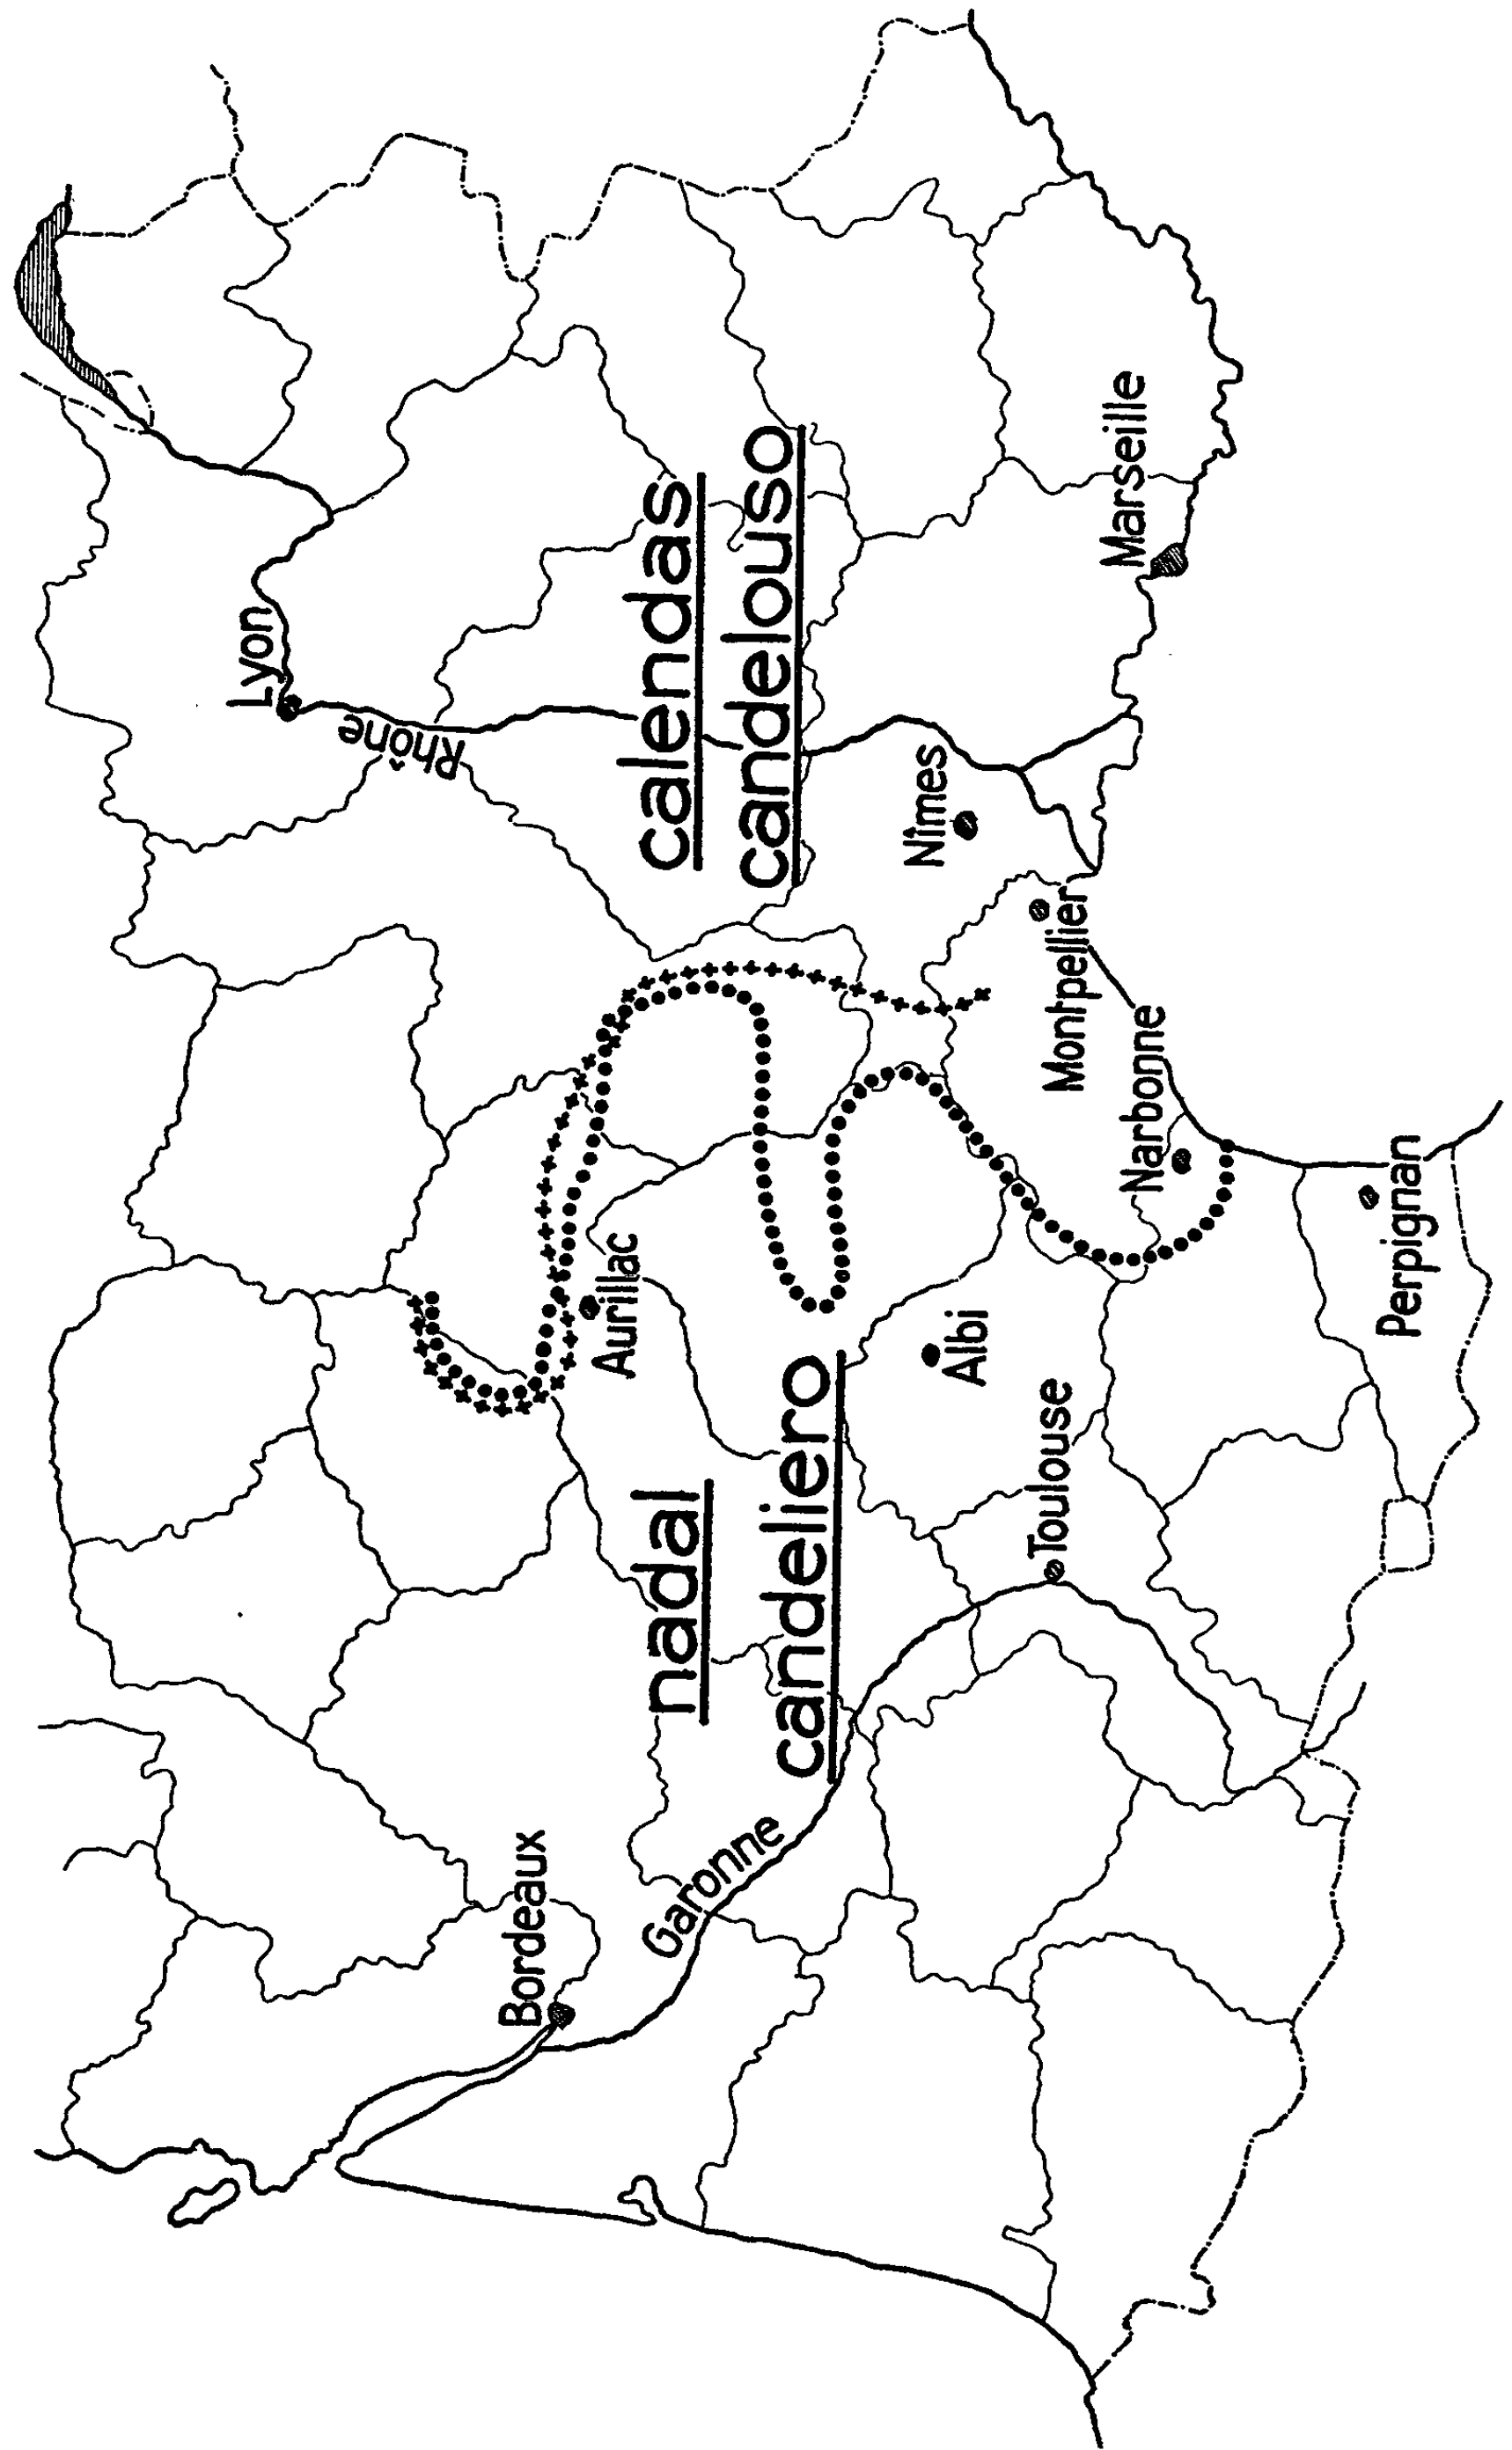 Lyon
Rhône
Bordeaux
Aurillac
Garonne
nadal
calendas
candeliero
candelouso
Albi
Nîmes
Toulouse
Montpellier
Marseille
Narbonne
Perpignan